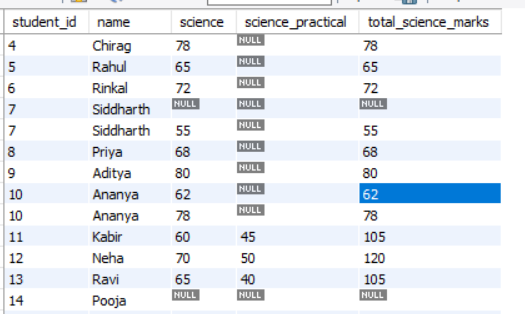 student_id name science science_practical total_science_marks
4 Chirag 78 NULL 78
5 Rahul 65 NULL 65
6 Rinkal 72 NULL 72
7 Siddharth NULL NULL NULL
7 Siddharth 55 NULL 55
8 Priya 68 NULL 68
9 Aditya 80 NULL 80
10 Ananya 62 NULL 62
10 Ananya 78 NULL 78
11 Kabir 60 45 105
12 Neha 70 50 120
13 Ravi 65 40 105
14 Pooja NULL NULL NULL